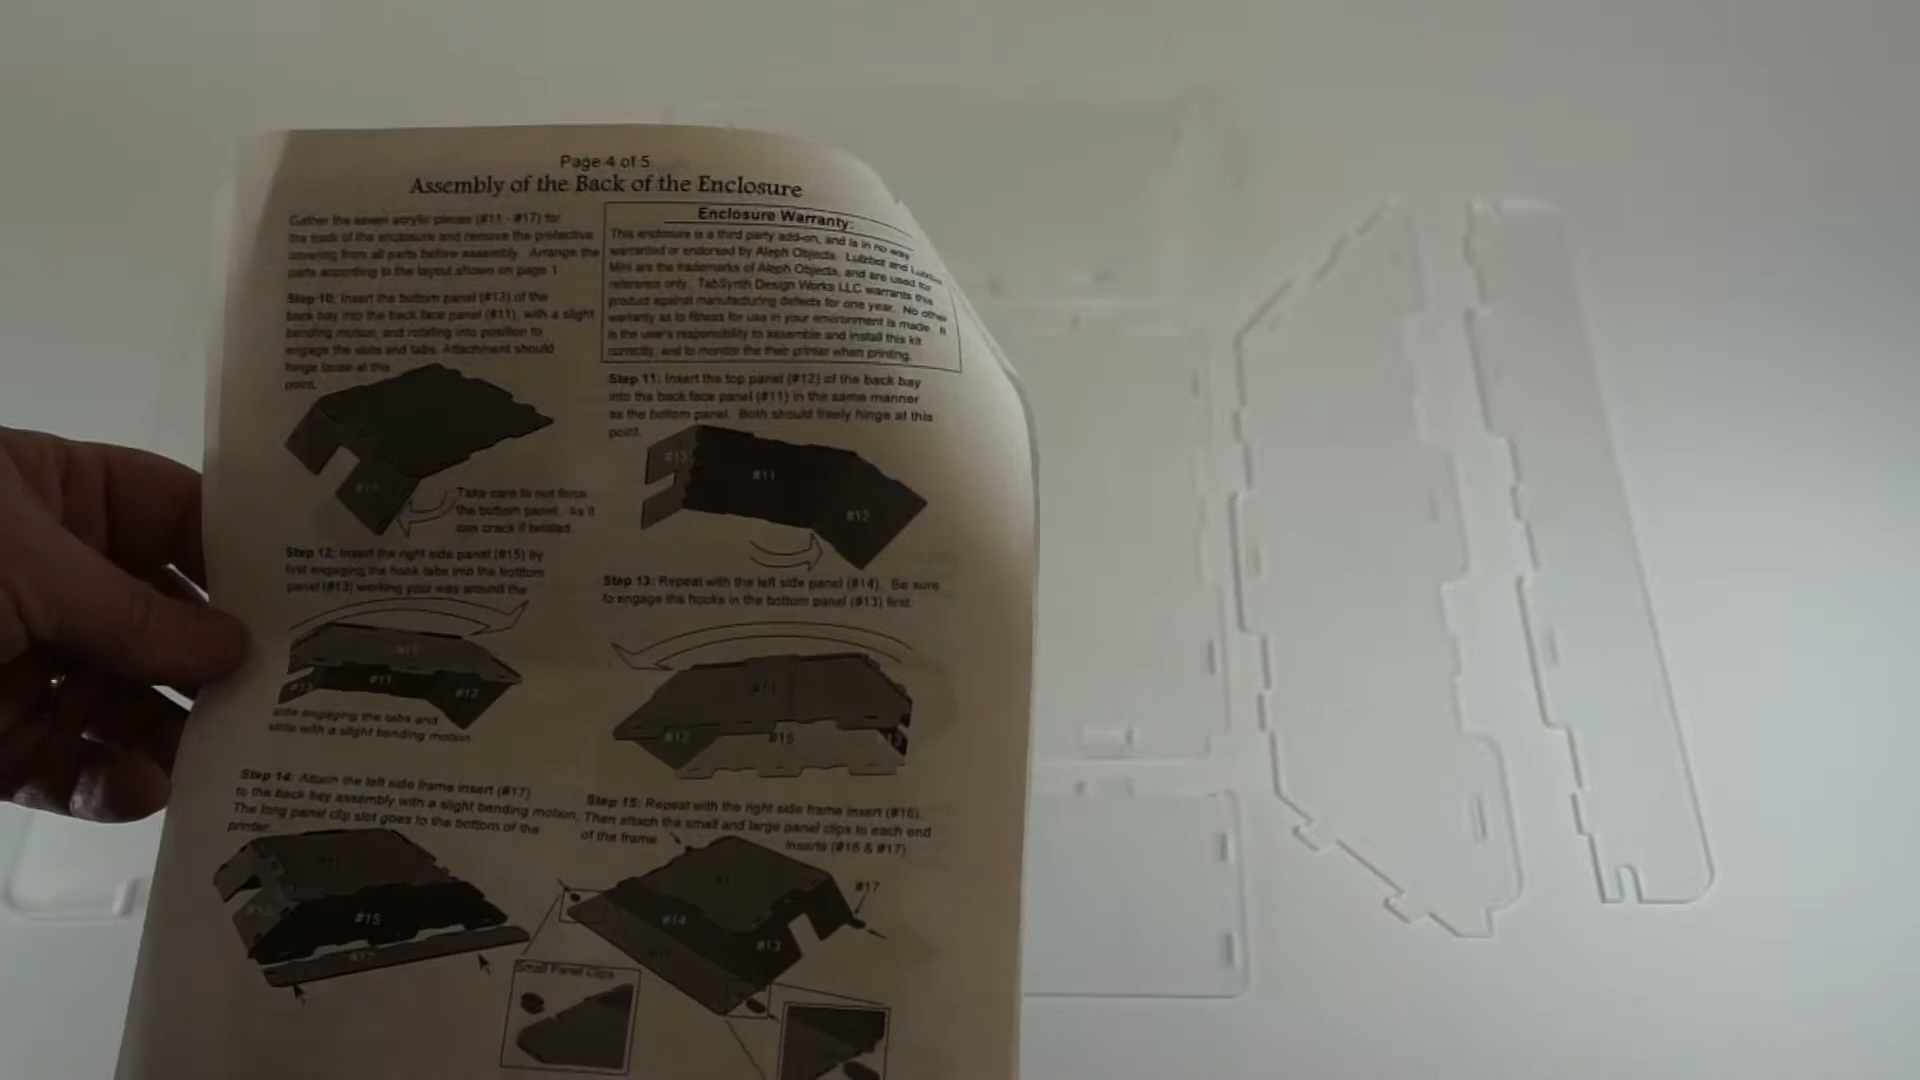 Page 4 of 5
Assembly of the Back of the Enclosure
Gather the seven acrylic pieces (#11 - #17) for
the back of the enclosure and remove the protective
covering from all parts before assembly. Arrange the
parts according to the layout shown on page 1
Step 10: Insert the bottom panel (#13) of the
back bay into the back face panel (#11), with a slight
bending motion, and rotating into position to
engage the slots and tabs. Attachment should
hinge loose at this
point.
Take care to not force
the bottom panel. As it
can crack if twisted
Enclosure Warranty:
This enclosure is a third party add-on, and is in no way
warranted or endorsed by Aleph Objects. Lulzbot and Lulzbot
Mini are the trademarks of Aleph Objects, and are used for
reference only. TabSynth Design Works LLC warrants this
product against manufacturing defects for one year. No other
warranty as to fitness for use in your environment is made. It
is the user's responsibility to assemble and install this kit
correctly, and to monitor the their printer when printing.
Step 11: Insert the top panel (#12) of the back bay
into the back face panel (#11) in the same manner
as the bottom panel. Both should freely hinge at this
point.
#13
#11
#12
Step 12: Insert the right side panel (#15) by
first engaging the hook tabs into the bottom
panel (#13) working your way around the
#15
#13
#11
#12
side engaging the tabs and
slots with a slight bending motion.
Step 13: Repeat with the left side panel (#14). Be sure
to engage the hooks in the bottom panel (#13) first.
#12
#15
#13
Step 14: Attach the left side frame insert (#17)
to the back bay assembly with a slight bending motion.
The long panel clip slot goes to the bottom of the
printer.
#11
#13
#15
#17
Step 15: Repeat with the right side frame insert (#16).
Then attach the small and large panel clips to each end
of the frame
inserts (#16 & #17)
#17
#14
#13
#16
Small Panel Clips